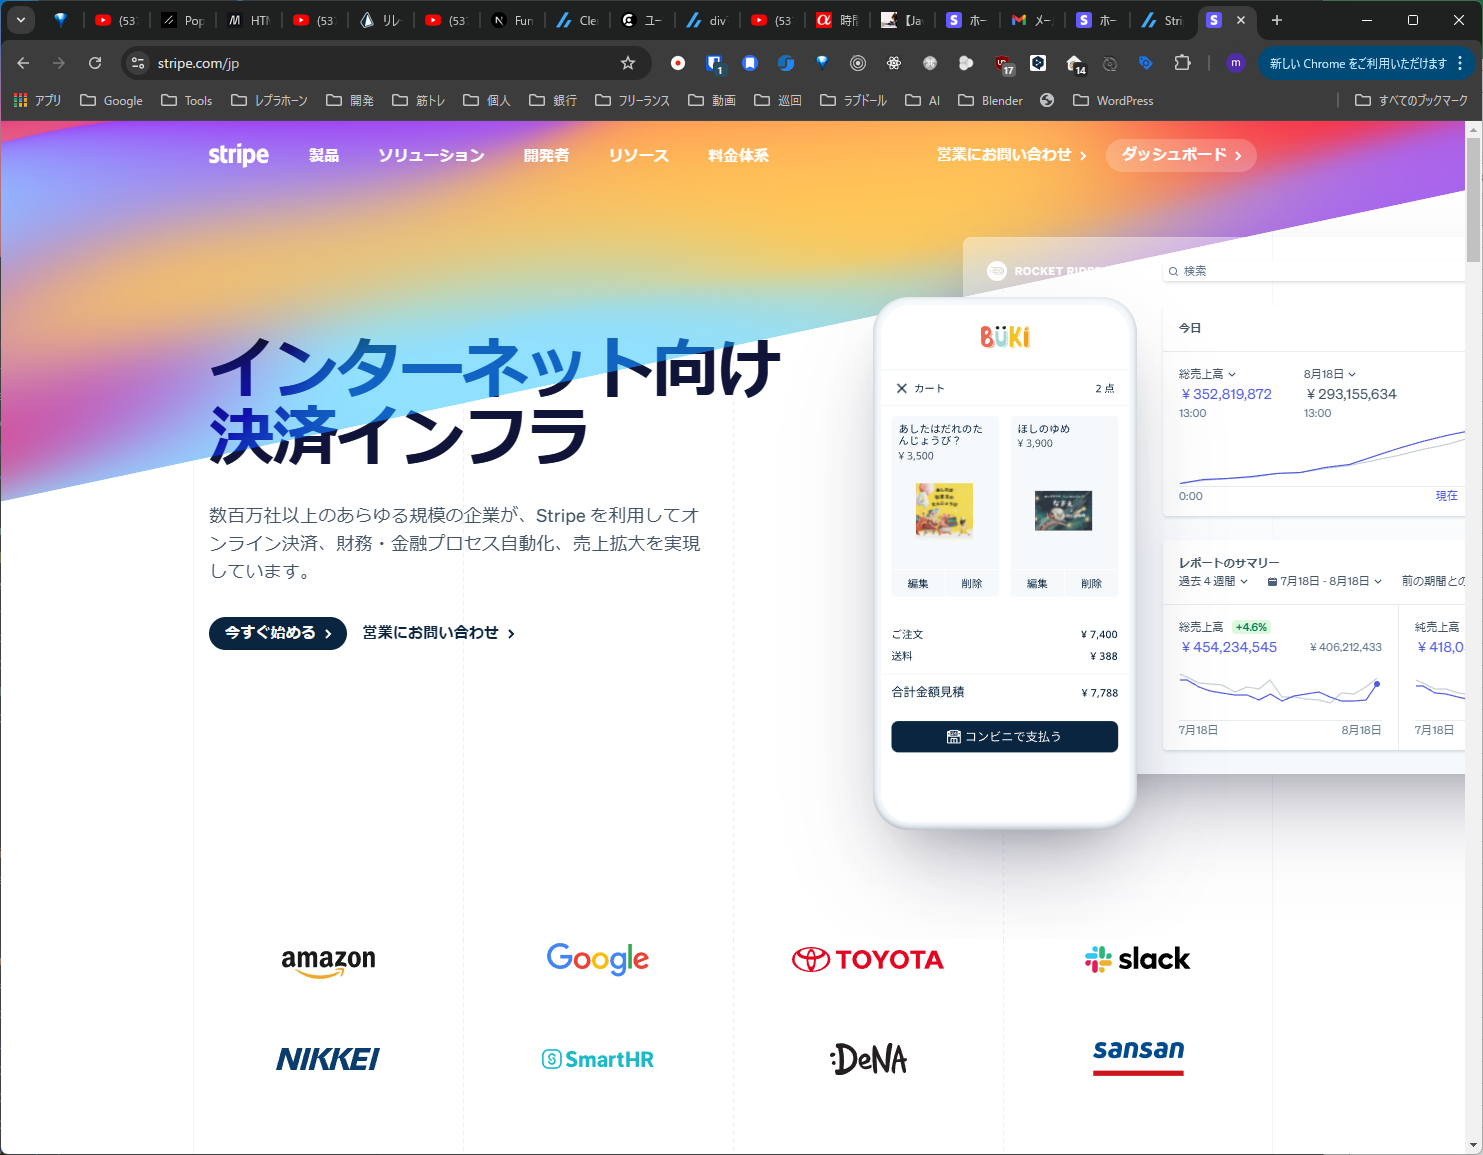 (53
Pop
HTM
(53
リレ
(53
Fun
Cle
ユー
div
(53
時間
【Ja
ホー
メー
ホー
Stri
stripe.com/jp
1
17
14
m
新しい Chrome をご利用いただけます
アプリ Google Tools レプラホーン 開発 筋トレ 個人 銀行 フリーランス 動画 巡回 ラブドール AI Blender WordPress すべてのブックマーク
stripe 製品 ソリューション 開発者 リソース 料金体系 営業にお問い合わせ ダッシュボード
インターネット向け
決済インフラ
数百万社以上のあらゆる規模の企業が、Stripe を利用してオ
ンライン決済、財務・金融プロセス自動化、売上拡大を実現
しています。
今すぐ始める 営業にお問い合わせ
BüKi
カート 2 点
あしたはだれのた
んじょうび？
¥ 3,500
ほしのゆめ
¥ 3,900
編集 削除 編集 削除
ご注文 ¥ 7,400
送料 ¥ 388
合計金額見積 ¥ 7,788
コンビニで支払う
ROCKET RIDES
検索
今日
総売上高 8月18日
¥ 352,819,872 ¥ 293,155,634
13:00 13:00
0:00 現在
レポートのサマリー
過去 4 週間 7月18日 - 8月18日 前の期間との
総売上高 +4.6% 純売上高
¥ 454,234,545 ¥ 406,212,433 ¥ 418,0
7月18日 8月18日 7月18日
amazon Google TOYOTA slack
NIKKEI SmartHR :DeNA sansan